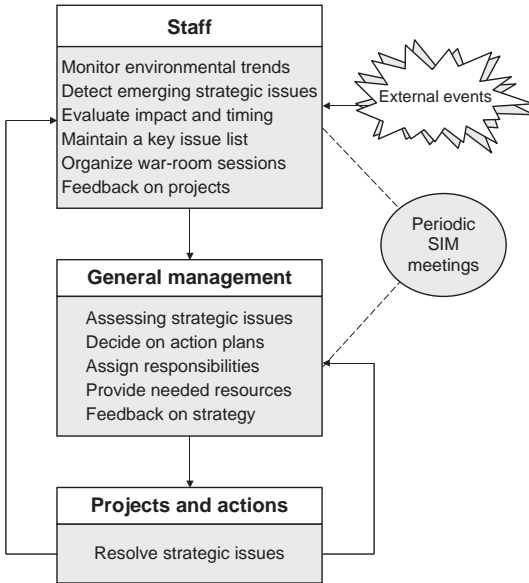 Staff
Monitor environmental trends
Detect emerging strategic issues
Evaluate impact and timing
Maintain a key issue list
Organize war-room sessions
Feedback on projects
External events
Periodic
SIM
meetings
General management
Assessing strategic issues
Decide on action plans
Assign responsibilities
Provide needed resources
Feedback on strategy
Projects and actions
Resolve strategic issues